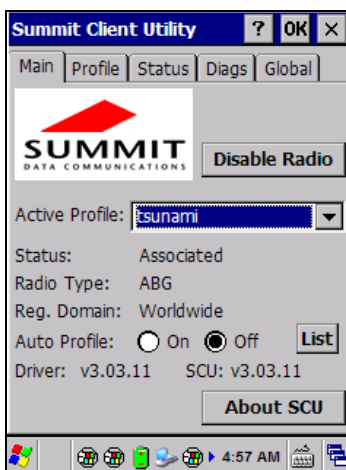 Summit Client Utility ? OK ×
Main Profile Status Diags Global
SUMMIT
DATA COMMUNICATIONS
Disable Radio
Active Profile: tsunami
Status: Associated
Radio Type: ABG
Reg. Domain: Worldwide
Auto Profile: On Off List
Driver: v3.03.11 SCU: v3.03.11
About SCU
4:57 AM